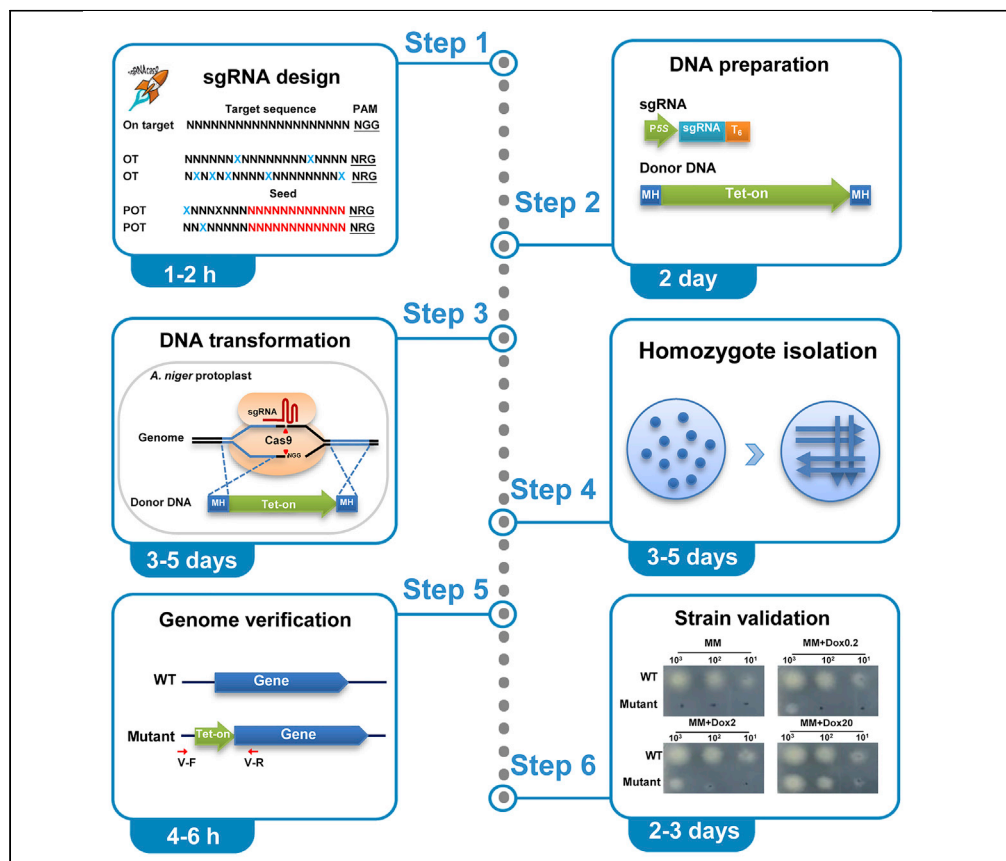 Step 1
sgRNAcas9
sgRNA design
Target sequence PAM
On target NNNNNNNNNNNNNNNNNNNN NGG
OT NNNNNNXNNNNNNNNXNNNN NRG
OT NXNXNXNNNNXNNNNNNNNX NRG
Seed
POT XNNNXNNNNNNNNNNNNNNN NRG
POT NNXNNNNNNNNNNNNNNNNN NRG
1-2 h
Step 2
DNA preparation
sgRNA
P5S sgRNA T6
Donor DNA
MH Tet-on MH
2 day
Step 3
DNA transformation
A. niger protoplast
sgRNA
Genome
Cas9
NGG
Donor DNA MH Tet-on MH
3-5 days
Step 4
Homozygote isolation
3-5 days
Step 5
Genome verification
WT Gene
Mutant Tet-on Gene
V-F V-R
4-6 h
Step 6
Strain validation
MM MM+Dox0.2
10³ 10² 10¹ 10³ 10² 10¹
WT
Mutant
MM+Dox2 MM+Dox20
10³ 10² 10¹ 10³ 10² 10¹
WT
Mutant
2-3 days